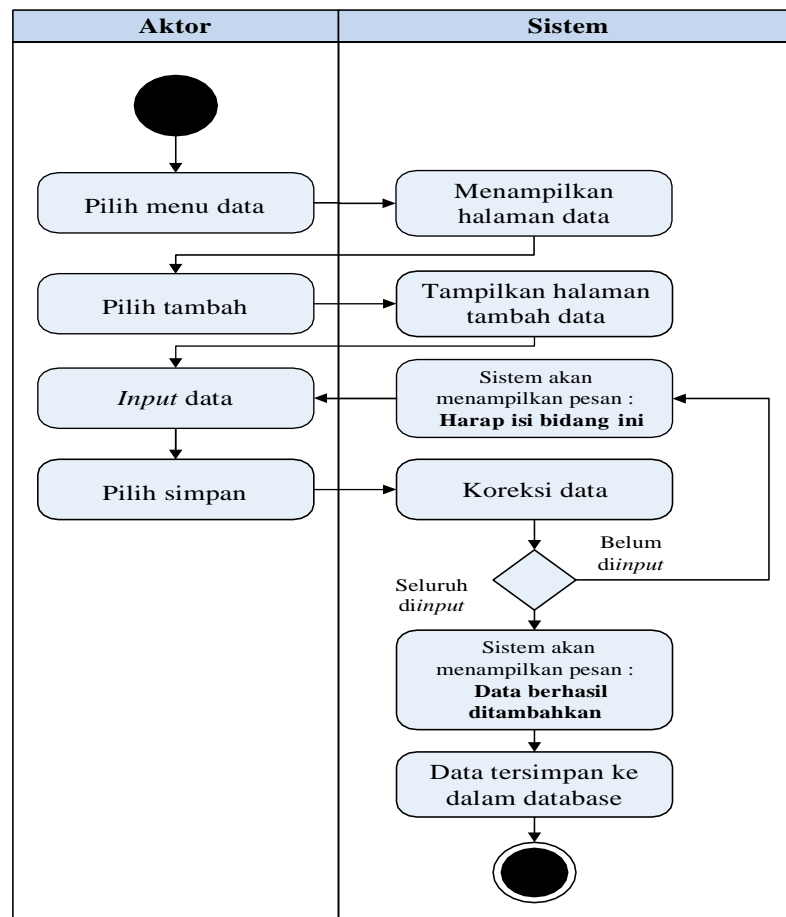 Aktor
Sistem
Pilih menu data
Menampilkan
halaman data
Pilih tambah
Tampilkan halaman
tambah data
Input data
Sistem akan
menampilkan pesan :
Harap isi bidang ini
Pilih simpan
Koreksi data
Belum
diinput
Seluruh
diinput
Sistem akan
menampilkan pesan :
Data berhasil
ditambahkan
Data tersimpan ke
dalam database